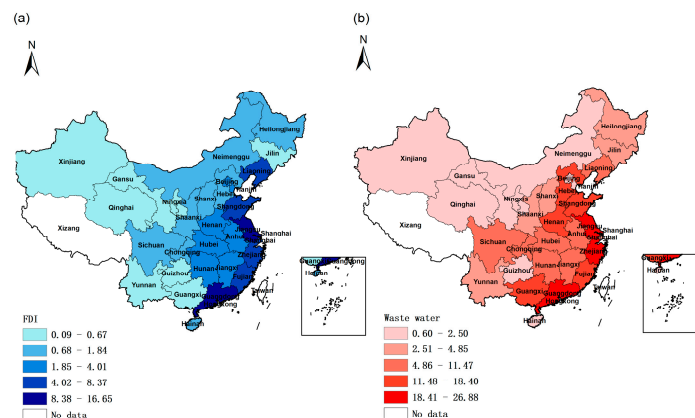 (a)
(b)
N
N
Heilongjiang
Jilin
Xinjiang
Neimenggu
Liaoning
Gansu
Beijing
Tianjin
Hebei
Ningxia
Shanxi
Qinghai
Shandong
Shaanxi
Henan
Jiangsu
Shanghai
Xizang
Anhui
Sichuan
Hubei
Chongqing
Zhejiang
Hunan
Jiangxi
Guizhou
Fujian
Yunnan
Guangxi
Taiwan
Hainan
Hainan
FDI
0.09 - 0.67
0.68 - 1.84
1.85 - 4.01
4.02 - 8.37
8.38 - 16.65
No data
Heilongjiang
Jilin
Xinjiang
Neimenggu
Liaoning
Gansu
Beijing
Tianjin
Hebei
Ningxia
Shanxi
Qinghai
Shandong
Shaanxi
Henan
Jiangsu
Shanghai
Xizang
Anhui
Sichuan
Hubei
Chongqing
Zhejiang
Hunan
Jiangxi
Guizhou
Fujian
Yunnan
Guangxi
Guangdong
Taiwan
Hainan
Hainan
Waste water
0.60 - 2.50
2.51 - 4.85
4.86 - 11.47
11.48 - 18.40
18.41 - 26.88
No data